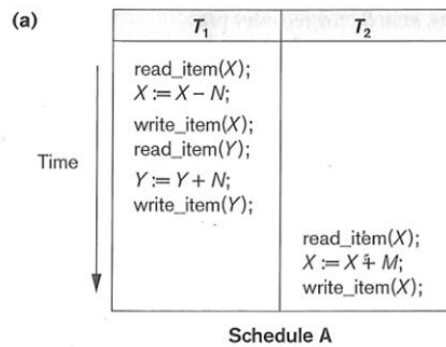 (a)
T₁ T₂
read_item(X);
X := X – N;
write_item(X);
read_item(Y);
Time
Y := Y + N;
write_item(Y);
read_item(X);
X := X + M;
write_item(X);
Schedule A